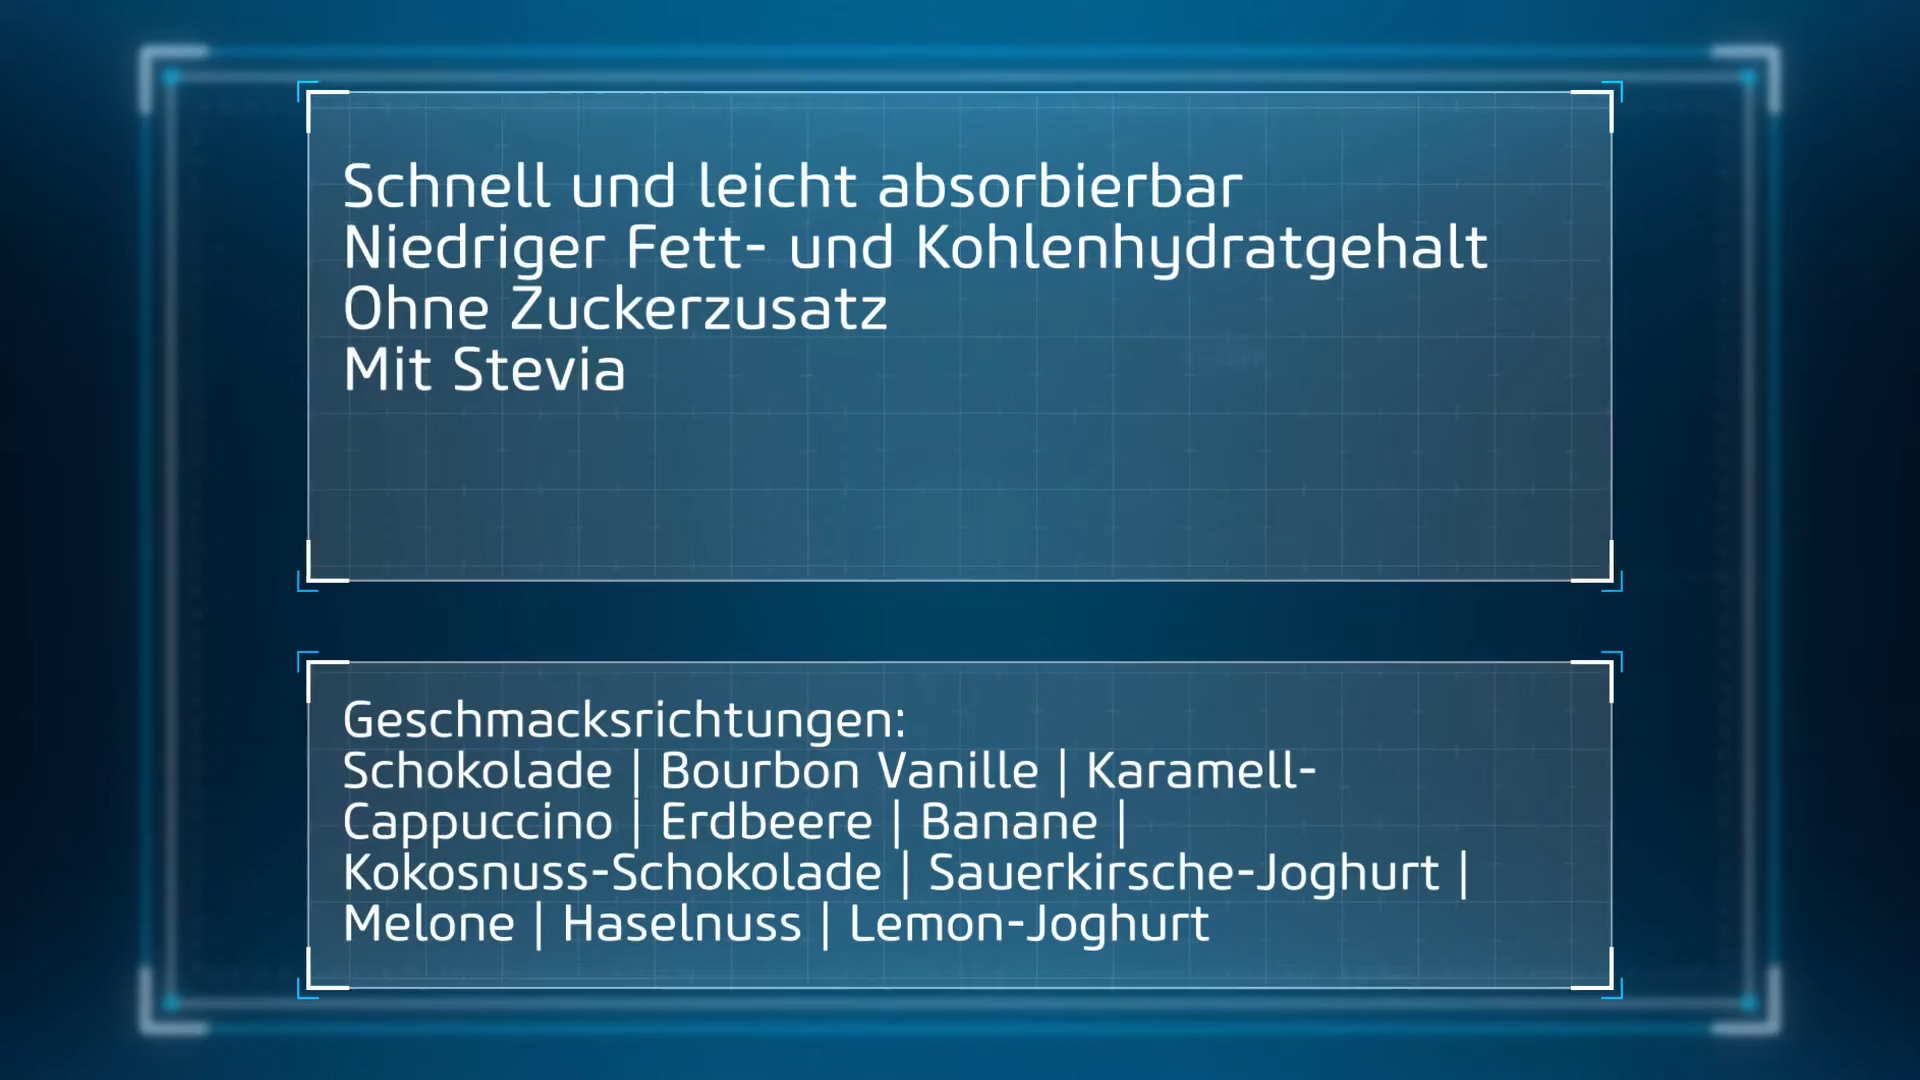 Schnell und leicht absorbierbar
Niedriger Fett- und Kohlenhydratgehalt
Ohne Zuckerzusatz
Mit Stevia
Geschmacksrichtungen:
Schokolade | Bourbon Vanille | Karamell-
Cappuccino | Erdbeere | Banane |
Kokosnuss-Schokolade | Sauerkirsche-Joghurt |
Melone | Haselnuss | Lemon-Joghurt